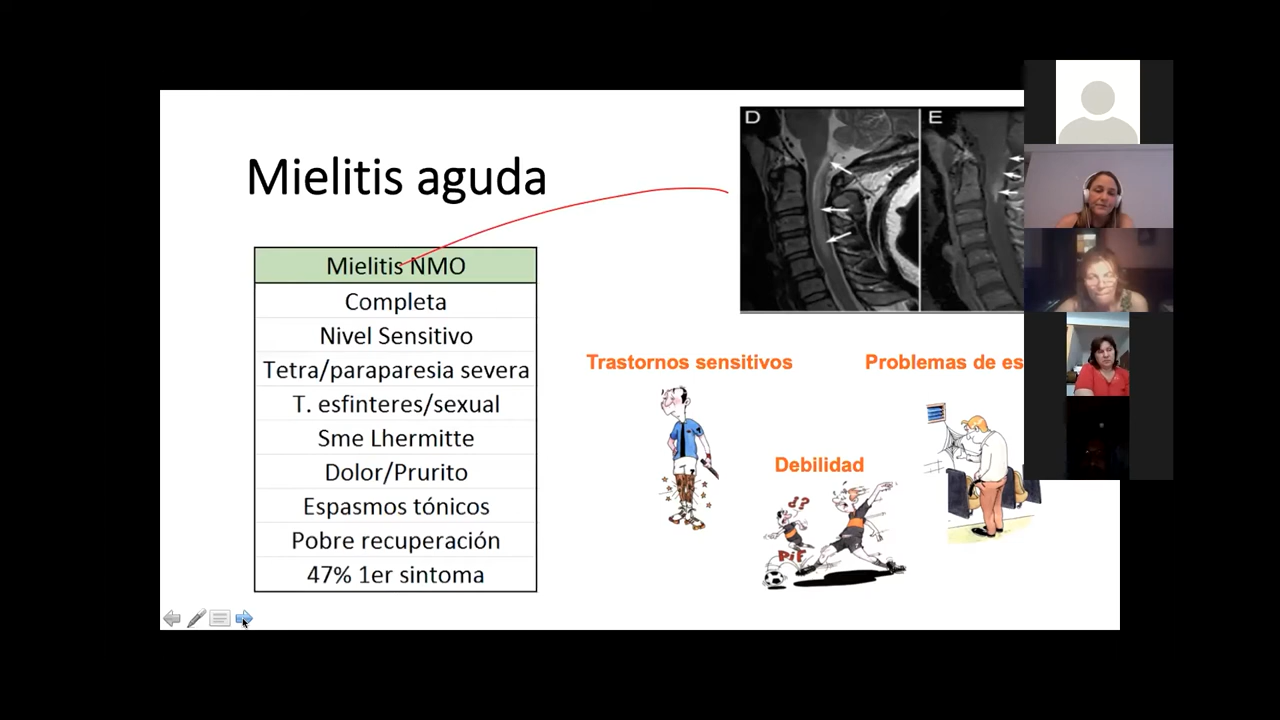 D
E
Mielitis aguda
Mielitis NMO
Completa
Nivel Sensitivo
Tetra/paraparesia severa
T. esfinteres/sexual
Sme Lhermitte
Dolor/Prurito
Espasmos tónicos
Pobre recuperación
47% 1er sintoma
Trastornos sensitivos
Problemas de es
Debilidad
¿?
PiF